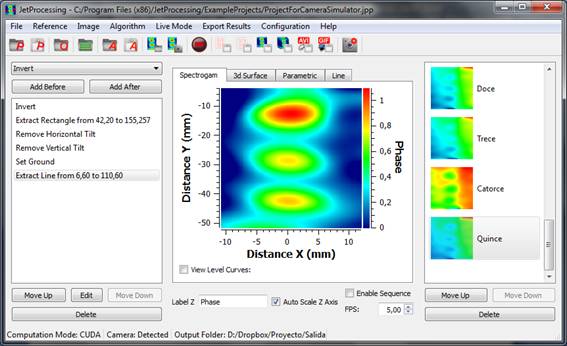 JetProcessing - C:/Program Files (x86)/JetProcessing/ExampleProjects/ProjectForCameraSimulator.jpp
File Reference Image Algorithm Live Mode Export Results Configuration Help
P P O A AVI GIF
Invert
Add Before Add After
Invert
Extract Rectangle from 42,20 to 155,257
Remove Horizontal Tilt
Remove Vertical Tilt
Set Ground
Extract Line from 6,60 to 110,60
Move Up Edit Move Down
Delete
Spectrogam 3d Surface Parametric Line
Distance Y (mm)
-10
-20
-30
-40
-50
-10 -5 0 5 10
Distance X (mm)
1
0,8
0,6
0,4
0,2
0
Phase
View Level Curves:
Label Z Phase Auto Scale Z Axis
Enable Sequence
FPS: 5,00
Doce
Trece
Catorce
Quince
Move Up Move Down
Delete
Computation Mode: CUDA Camera: Detected Output Folder: D:/Dropbox/Proyecto/Salida